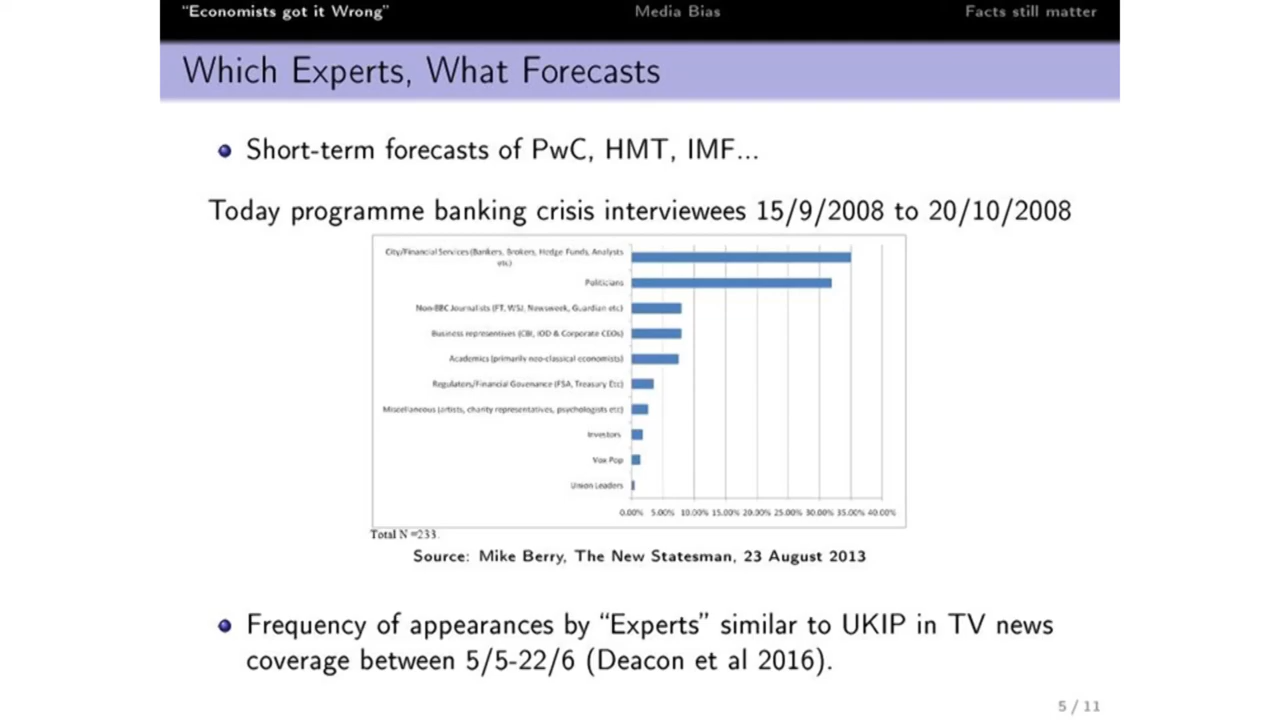 “Economists got it Wrong” Media Bias Facts still matter
Which Experts, What Forecasts
Short-term forecasts of PwC, HMT, IMF...
Today programme banking crisis interviewees 15/9/2008 to 20/10/2008
City/Financial Services (Bankers, Brokers, Hedge Funds, Analysts
etc)
Politicians
Non-BBC Journalists (FT, WSJ, Newsweek, Guardian etc)
Business representives (CBI, IOD & Corporate CEOs)
Academics (primarily neo-classical economists)
Regulators/Financial Governance (FSA, Treasury Etc)
Miscellaneous (artists, charity representatives, psychologists etc)
Investors
Vox Pop
Union Leaders
0.00% 5.00% 10.00% 15.00% 20.00% 25.00% 30.00% 35.00% 40.00%
Total N =233.
Source: Mike Berry, The New Statesman, 23 August 2013
Frequency of appearances by “Experts” similar to UKIP in TV news
coverage between 5/5-22/6 (Deacon et al 2016).
5 / 11